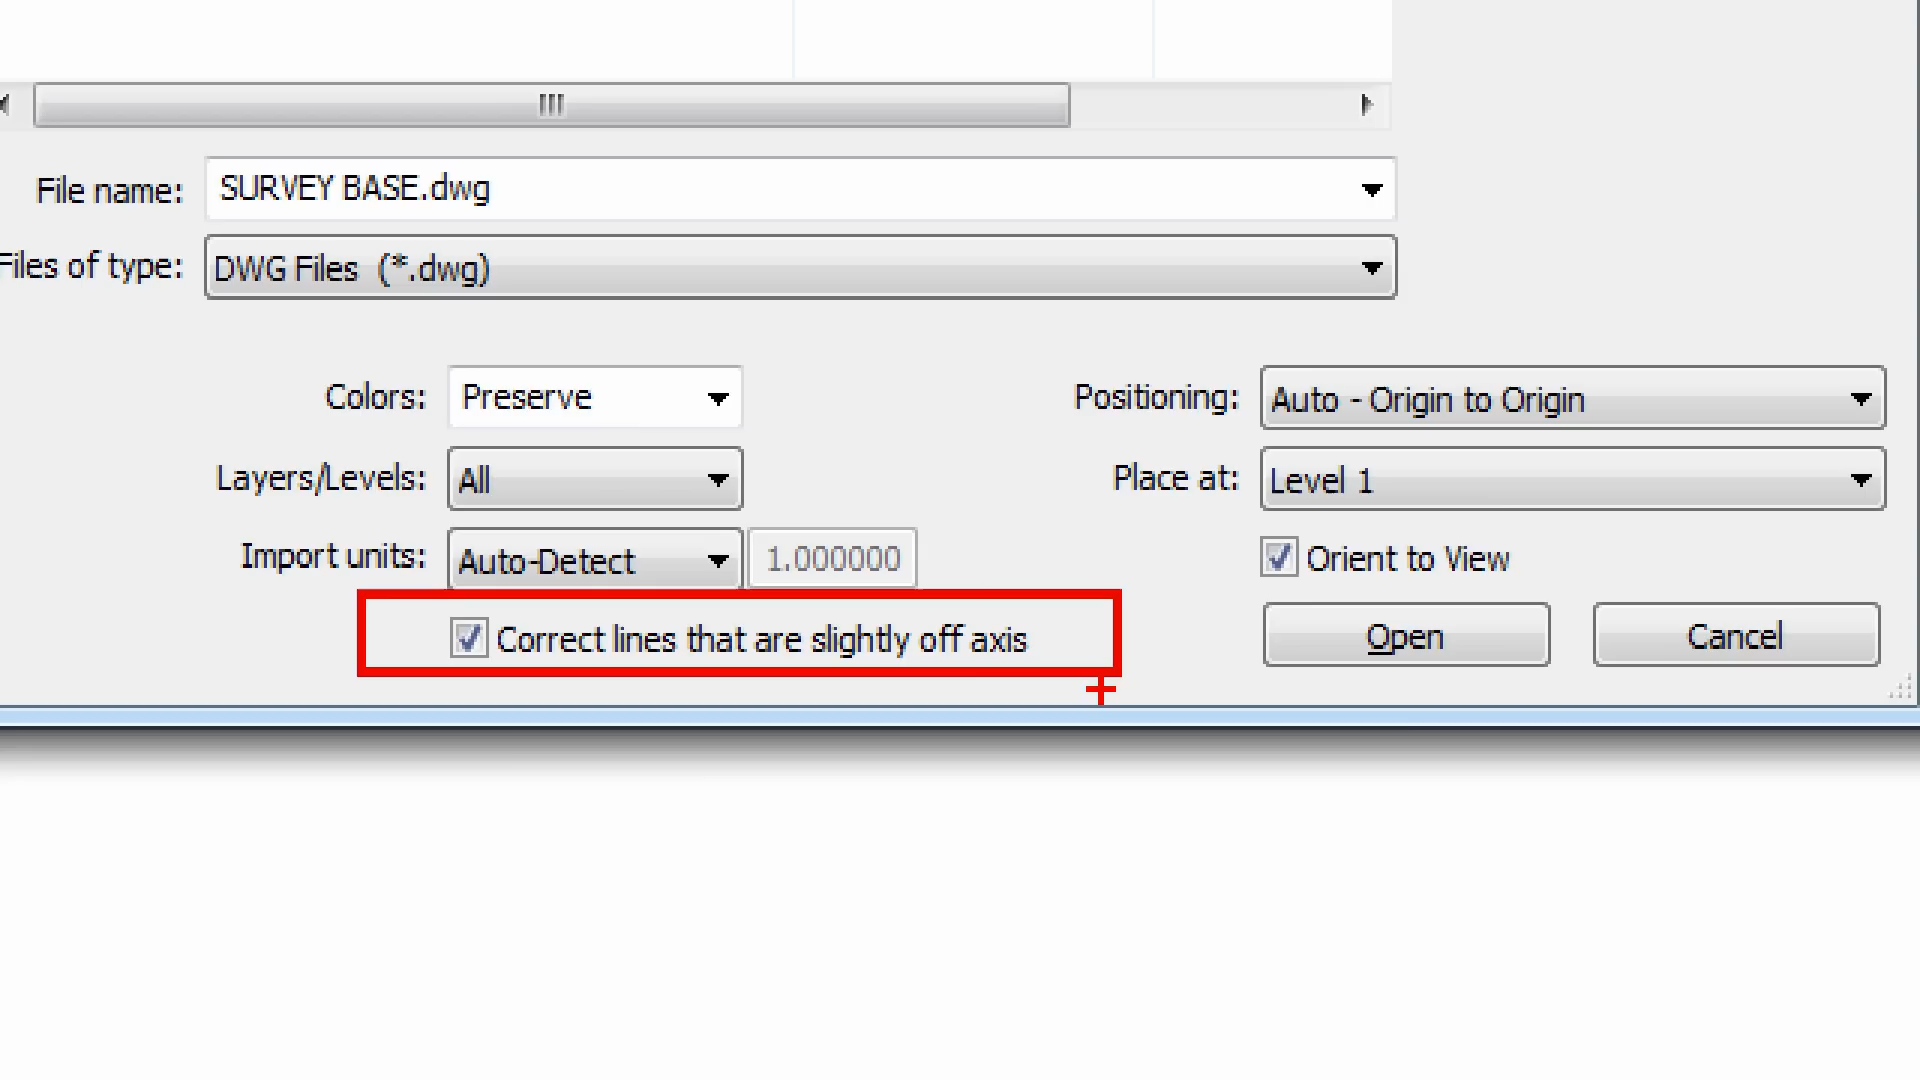 File name: SURVEY BASE.dwg
Files of type: DWG Files (*.dwg)
Colors: Preserve Positioning: Auto - Origin to Origin
Layers/Levels: All Place at: Level 1
Import units: Auto-Detect 1.000000 Orient to View
Correct lines that are slightly off axis Open Cancel